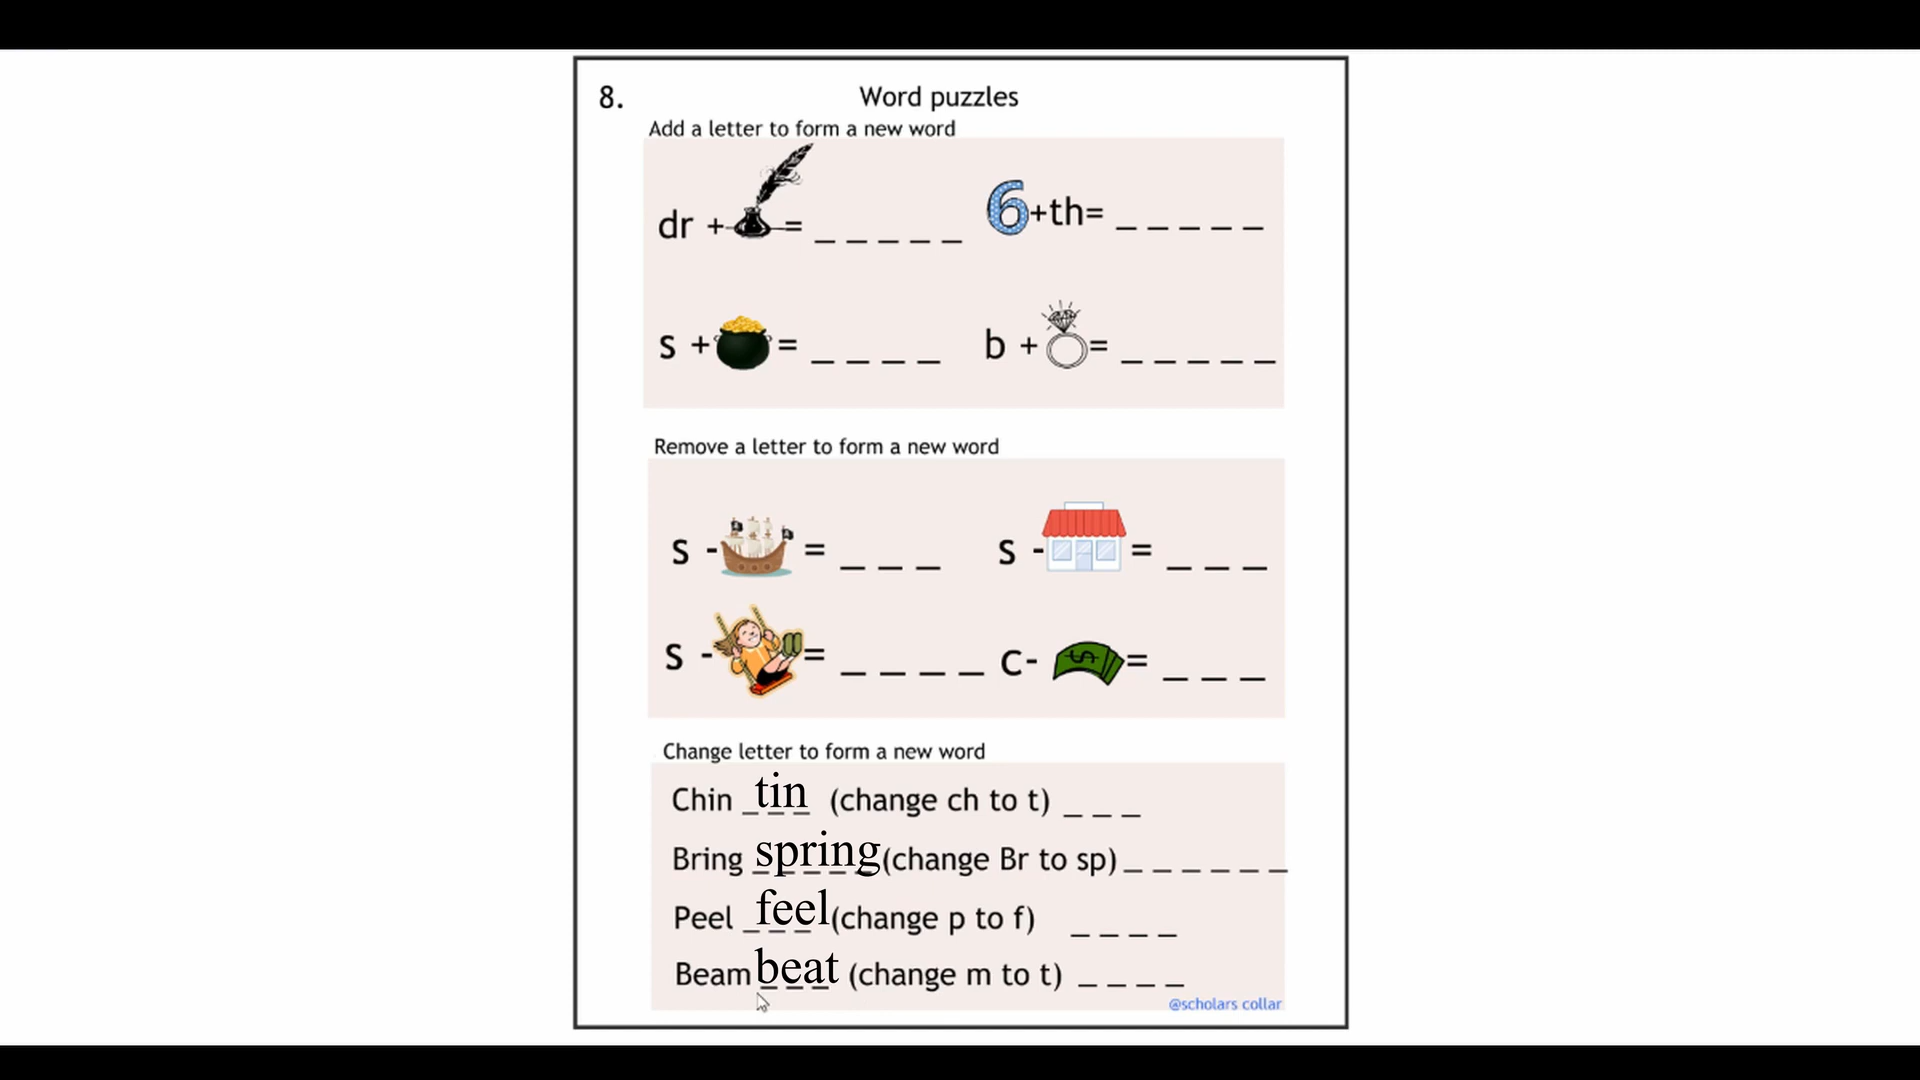 8. Word puzzles
Add a letter to form a new word
dr + = _ _ _ _ _ 6+th= _ _ _ _ _
s + = _ _ _ _ b + = _ _ _ _ _
Remove a letter to form a new word
s - = _ _ _ s - = _ _ _
s - = _ _ _ _ c- $ = _ _ _
Change letter to form a new word
Chin tin (change ch to t) _ _ _
Bring spring (change Br to sp) _ _ _ _ _ _
Peel feel (change p to f) _ _ _ _
Beam beat (change m to t) _ _ _ _
@scholars collar